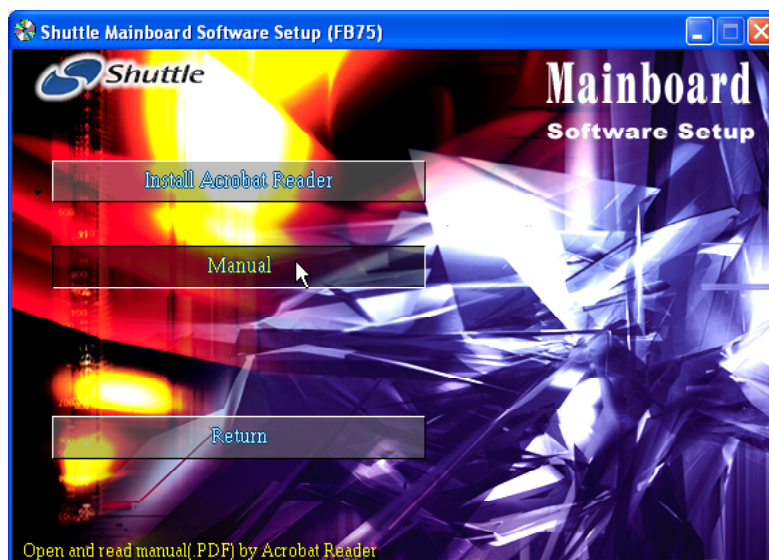 Shuttle Mainboard Software Setup (FB75)
Shuttle
Mainboard
Software Setup
Install Acrobat Reader
Manual
Return
Open and read manual(.PDF) by Acrobat Reader